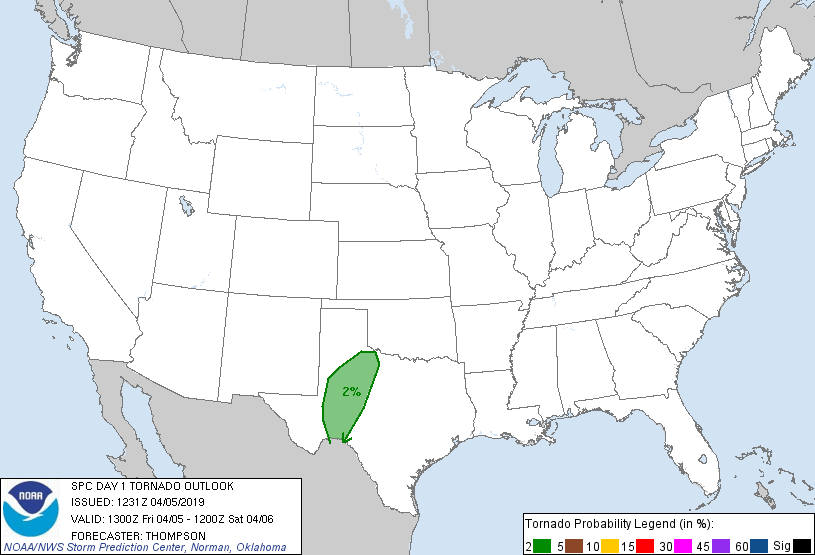 2%
NOAA
SPC DAY 1 TORNADO OUTLOOK
ISSUED: 1231Z 04/05/2019
VALID: 1300Z Fri 04/05 - 1200Z Sat 04/06
FORECASTER: THOMPSON
NOAA/NWS Storm Prediction Center, Norman, Oklahoma
Tornado Probability Legend (in %):
2 5 10 15 30 45 60 Sig